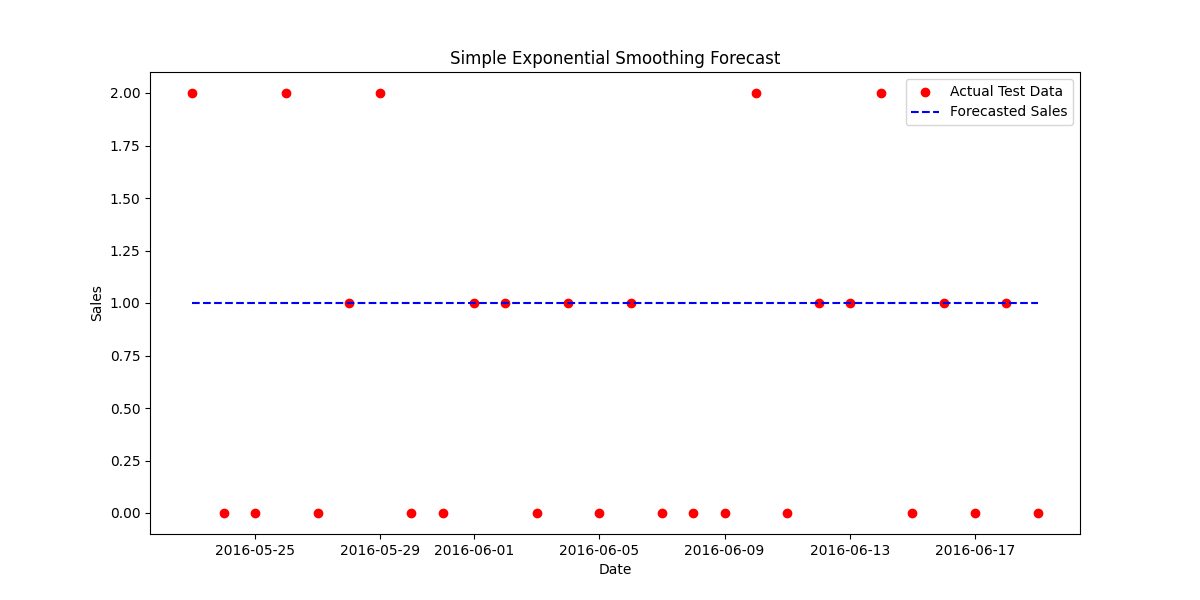 Simple Exponential Smoothing Forecast
Actual Test Data
Forecasted Sales
2.00
1.75
1.50
1.25
1.00
0.75
0.50
0.25
0.00
Sales
2016-05-25 2016-05-29 2016-06-01 2016-06-05 2016-06-09 2016-06-13 2016-06-17
Date